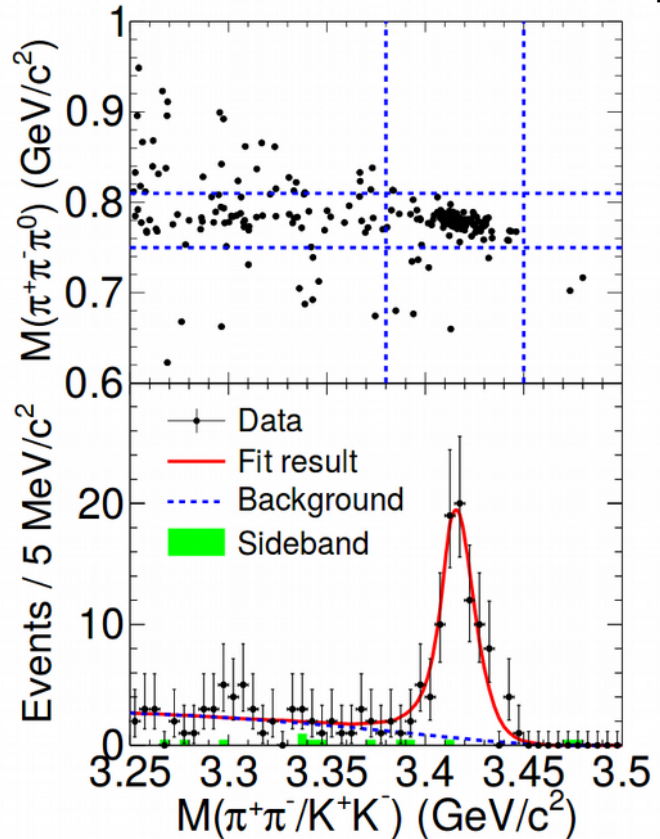 M(π⁺π⁻π⁰) (GeV/c²)
1
0.9
0.8
0.7
0.6
Events / 5 MeV/c²
20
10
0
Data
Fit result
Background
Sideband
3.25 3.3 3.35 3.4 3.45 3.5
M(π⁺π⁻/K⁺K⁻) (GeV/c²)